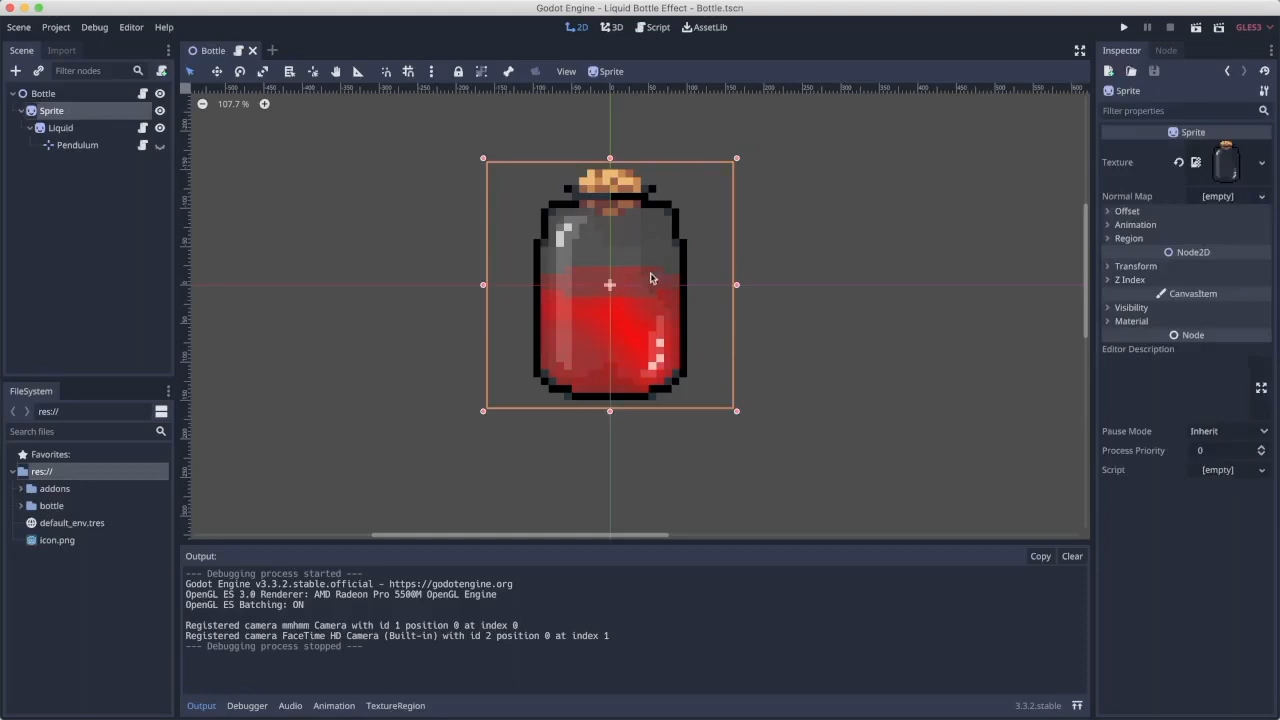 Godot Engine - Liquid Bottle Effect - Bottle.tscn
Scene Project Debug Editor Help
2D 3D Script AssetLib
GLES3
Scene Import
Filter nodes
Bottle
Sprite
Liquid
Pendulum
Bottle
View Sprite
107.7 %
Inspector Node
Sprite
Filter properties
Sprite
Texture
Normal Map [empty]
Offset
Animation
Region
Node2D
Transform
Z Index
CanvasItem
Visibility
Material
Node
Editor Description
Pause Mode Inherit
Process Priority 0
Script [empty]
FileSystem
res://
Search files
Favorites:
res://
addons
bottle
default_env.tres
icon.png
Output: Copy Clear
--- Debugging process started ---
Godot Engine v3.3.2.stable.official - https://godotengine.org
OpenGL ES 3.0 Renderer: AMD Radeon Pro 5500M OpenGL Engine
OpenGL ES Batching: ON
Registered camera mmhmm Camera with id 1 position 0 at index 0
Registered camera FaceTime HD Camera (Built-in) with id 2 position 0 at index 1
--- Debugging process stopped ---
Output Debugger Audio Animation TextureRegion
3.3.2.stable